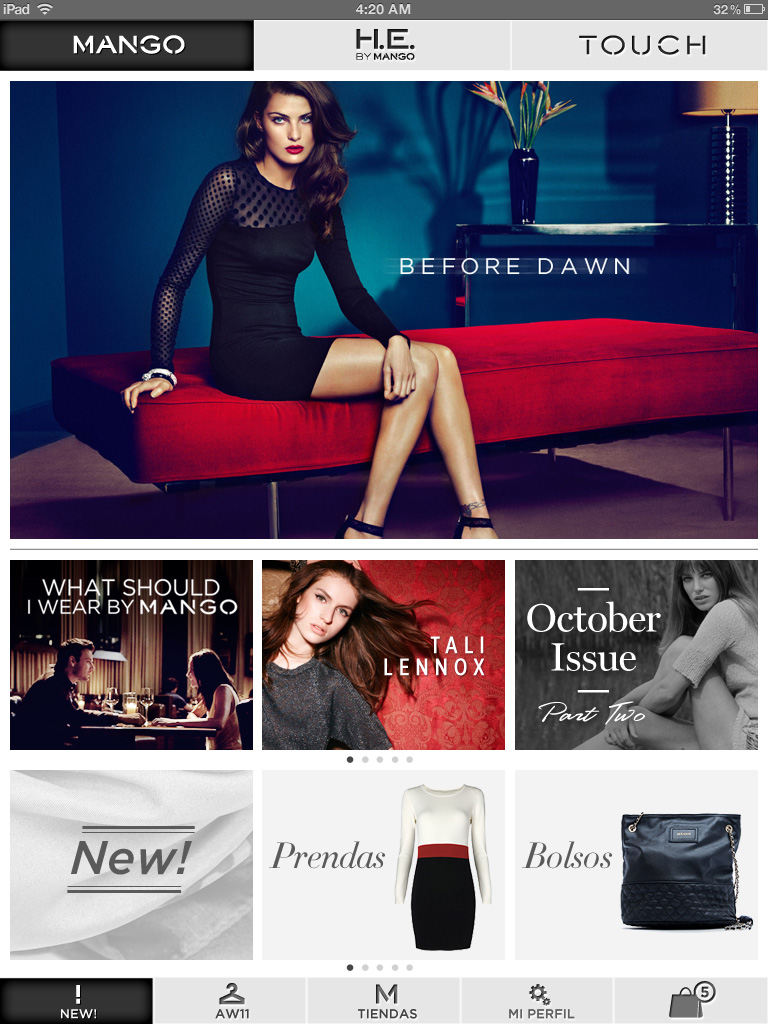 iPad 4:20 AM 32%
MANGO
H.E.
BY MANGO
TOUCH
BEFORE DAWN
WHAT SHOULD
I WEAR BY MANGO
TALI
LENNOX
October
Issue
Part Two
New!
Prendas
Bolsos
!
NEW!
AW11
M
TIENDAS
MI PERFIL
5